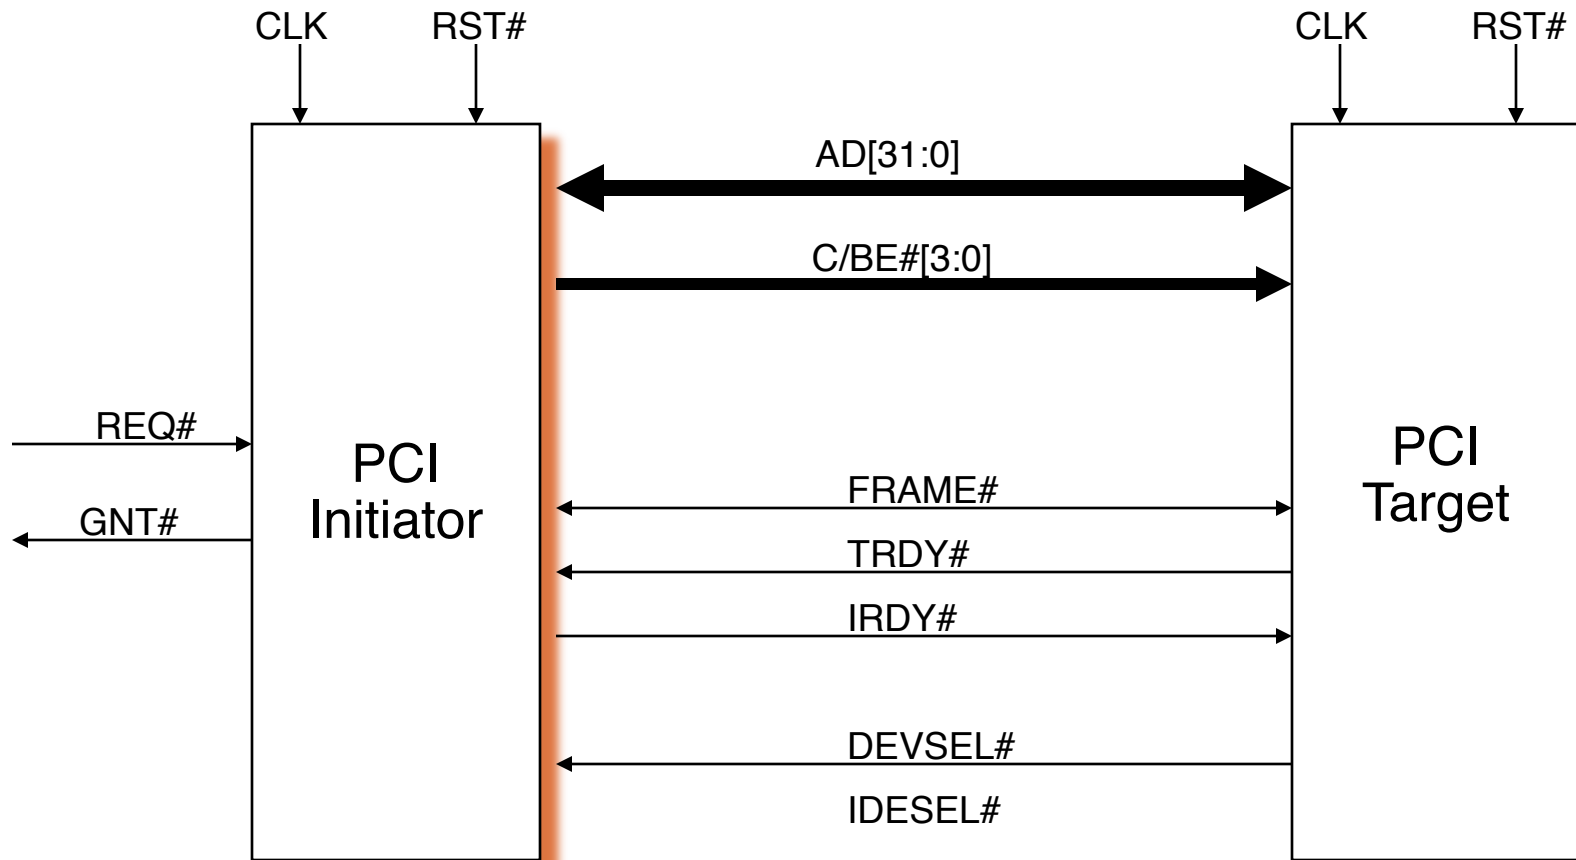 CLK RST# CLK RST#
AD[31:0]
C/BE#[3:0]
REQ#
GNT#
PCI
Initiator
FRAME#
TRDY#
IRDY#
DEVSEL#
IDESEL#
PCI
Target